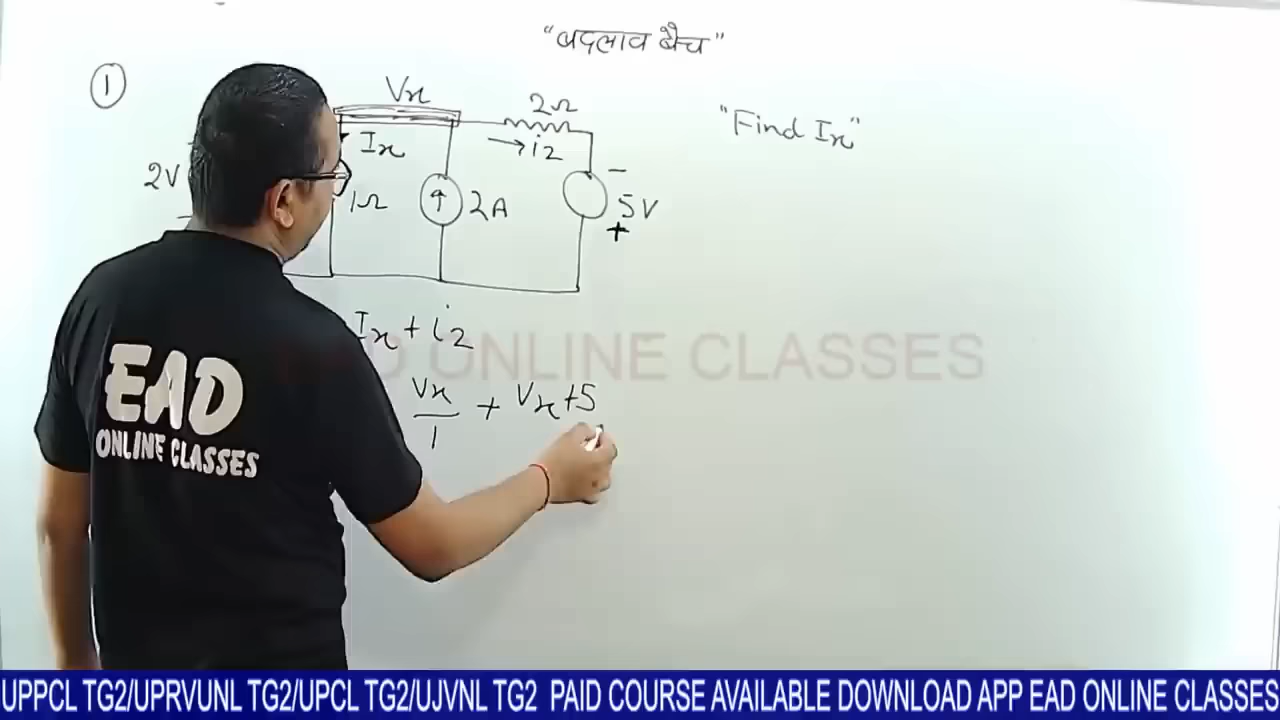 "बदलाव बैच"
①
Vx
2Ω
"Find Ix"
Ix
→ i2
2V
1Ω
↑
2A
−
5V
+
Ix + i2
EAD ONLINE CLASSES
Vx/1 + Vx+5
EAD
ONLINE CLASSES
UPPCL TG2/UPRVUNL TG2/UPCL TG2/UJVNL TG2 PAID COURSE AVAILABLE DOWNLOAD APP EAD ONLINE CLASSES